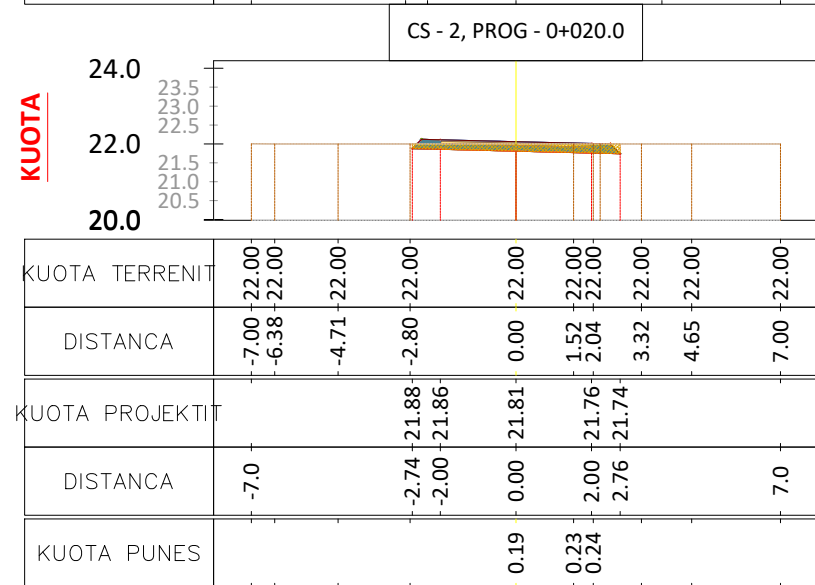 CS - 2, PROG - 0+020.0
KUOTA
24.0
23.5
23.0
22.5
22.0
21.5
21.0
20.5
20.0
KUOTA TERRENIT 22.00 22.00 22.00 22.00 22.00 22.00 22.00 22.00 22.00 22.00
DISTANCA -7.00 -6.38 -4.71 -2.80 0.00 1.52 2.04 3.32 4.65 7.00
KUOTA PROJEKTIT 21.88 21.86 21.81 21.76 21.74
DISTANCA -7.0 -2.74 -2.00 0.00 2.00 2.76 7.0
KUOTA PUNES 0.19 0.23 0.24